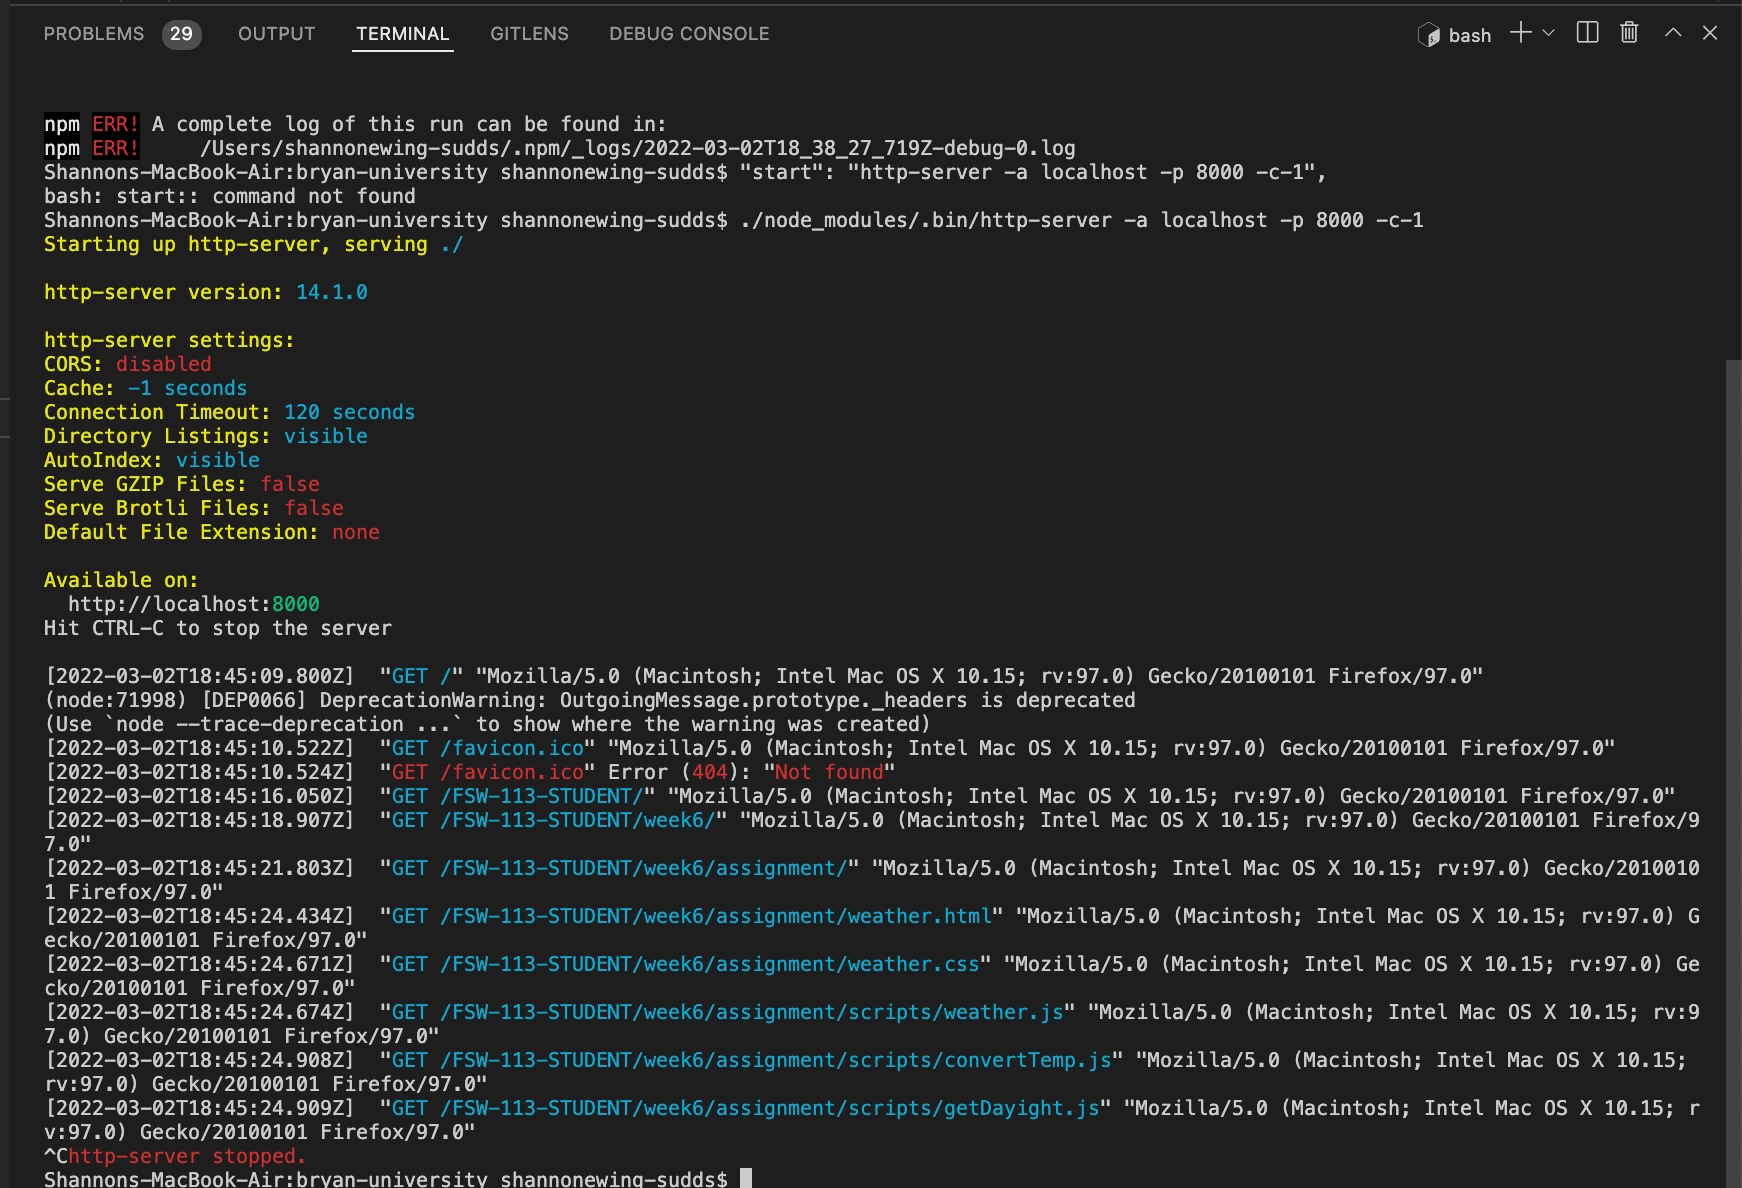 PROBLEMS 29 OUTPUT TERMINAL GITLENS DEBUG CONSOLE bash
npm ERR! A complete log of this run can be found in:
npm ERR!     /Users/shannonewing-sudds/.npm/_logs/2022-03-02T18_38_27_719Z-debug-0.log
Shannons-MacBook-Air:bryan-university shannonewing-sudds$ "start": "http-server -a localhost -p 8000 -c-1",
bash: start:: command not found
Shannons-MacBook-Air:bryan-university shannonewing-sudds$ ./node_modules/.bin/http-server -a localhost -p 8000 -c-1
Starting up http-server, serving ./
http-server version: 14.1.0
http-server settings:
CORS: disabled
Cache: -1 seconds
Connection Timeout: 120 seconds
Directory Listings: visible
AutoIndex: visible
Serve GZIP Files: false
Serve Brotli Files: false
Default File Extension: none
Available on:
  http://localhost:8000
Hit CTRL-C to stop the server
[2022-03-02T18:45:09.800Z]  "GET /" "Mozilla/5.0 (Macintosh; Intel Mac OS X 10.15; rv:97.0) Gecko/20100101 Firefox/97.0"
(node:71998) [DEP0066] DeprecationWarning: OutgoingMessage.prototype._headers is deprecated
(Use `node --trace-deprecation ...` to show where the warning was created)
[2022-03-02T18:45:10.522Z]  "GET /favicon.ico" "Mozilla/5.0 (Macintosh; Intel Mac OS X 10.15; rv:97.0) Gecko/20100101 Firefox/97.0"
[2022-03-02T18:45:10.524Z]  "GET /favicon.ico" Error (404): "Not found"
[2022-03-02T18:45:16.050Z]  "GET /FSW-113-STUDENT/" "Mozilla/5.0 (Macintosh; Intel Mac OS X 10.15; rv:97.0) Gecko/20100101 Firefox/97.0"
[2022-03-02T18:45:18.907Z]  "GET /FSW-113-STUDENT/week6/" "Mozilla/5.0 (Macintosh; Intel Mac OS X 10.15; rv:97.0) Gecko/20100101 Firefox/9
7.0"
[2022-03-02T18:45:21.803Z]  "GET /FSW-113-STUDENT/week6/assignment/" "Mozilla/5.0 (Macintosh; Intel Mac OS X 10.15; rv:97.0) Gecko/2010010
1 Firefox/97.0"
[2022-03-02T18:45:24.434Z]  "GET /FSW-113-STUDENT/week6/assignment/weather.html" "Mozilla/5.0 (Macintosh; Intel Mac OS X 10.15; rv:97.0) G
ecko/20100101 Firefox/97.0"
[2022-03-02T18:45:24.671Z]  "GET /FSW-113-STUDENT/week6/assignment/weather.css" "Mozilla/5.0 (Macintosh; Intel Mac OS X 10.15; rv:97.0) Ge
cko/20100101 Firefox/97.0"
[2022-03-02T18:45:24.674Z]  "GET /FSW-113-STUDENT/week6/assignment/scripts/weather.js" "Mozilla/5.0 (Macintosh; Intel Mac OS X 10.15; rv:9
7.0) Gecko/20100101 Firefox/97.0"
[2022-03-02T18:45:24.908Z]  "GET /FSW-113-STUDENT/week6/assignment/scripts/convertTemp.js" "Mozilla/5.0 (Macintosh; Intel Mac OS X 10.15;
rv:97.0) Gecko/20100101 Firefox/97.0"
[2022-03-02T18:45:24.909Z]  "GET /FSW-113-STUDENT/week6/assignment/scripts/getDayight.js" "Mozilla/5.0 (Macintosh; Intel Mac OS X 10.15; r
v:97.0) Gecko/20100101 Firefox/97.0"
^Chttp-server stopped.
Shannons-MacBook-Air:bryan-university shannonewing-sudds$